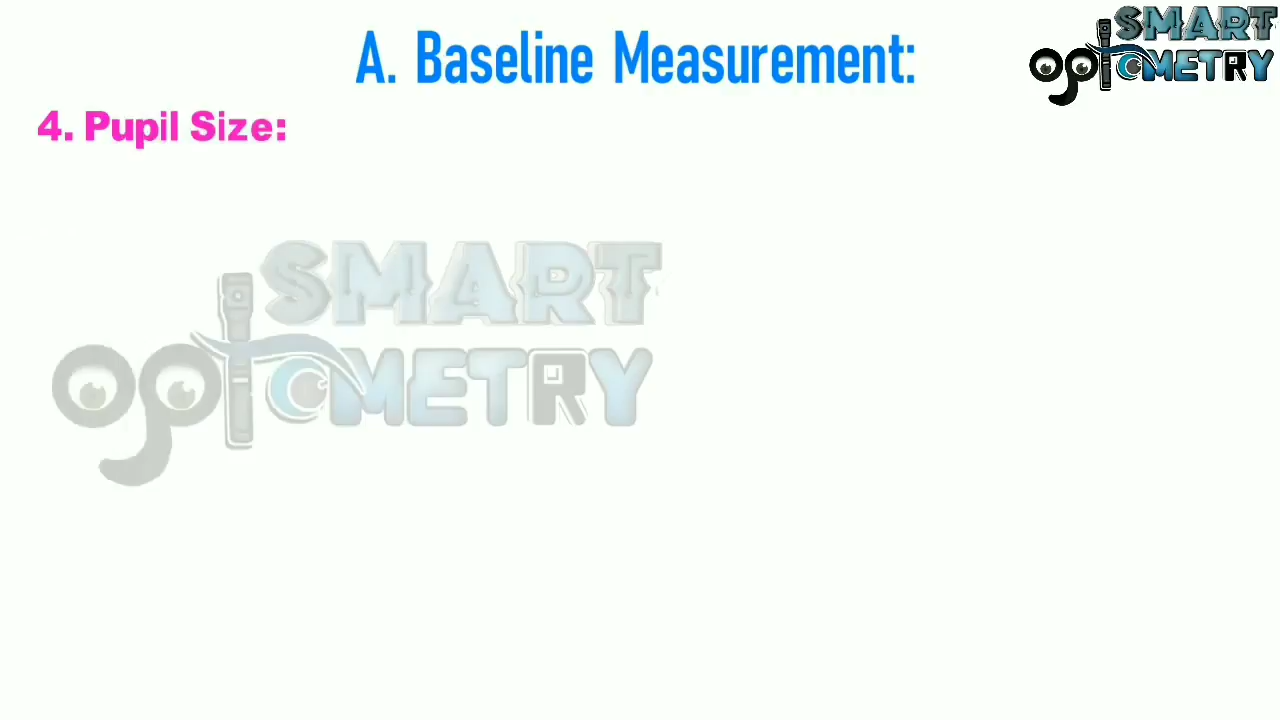 A. Baseline Measurement:
SMART
optOMETRY
4. Pupil Size:
SMART
optOMETRY